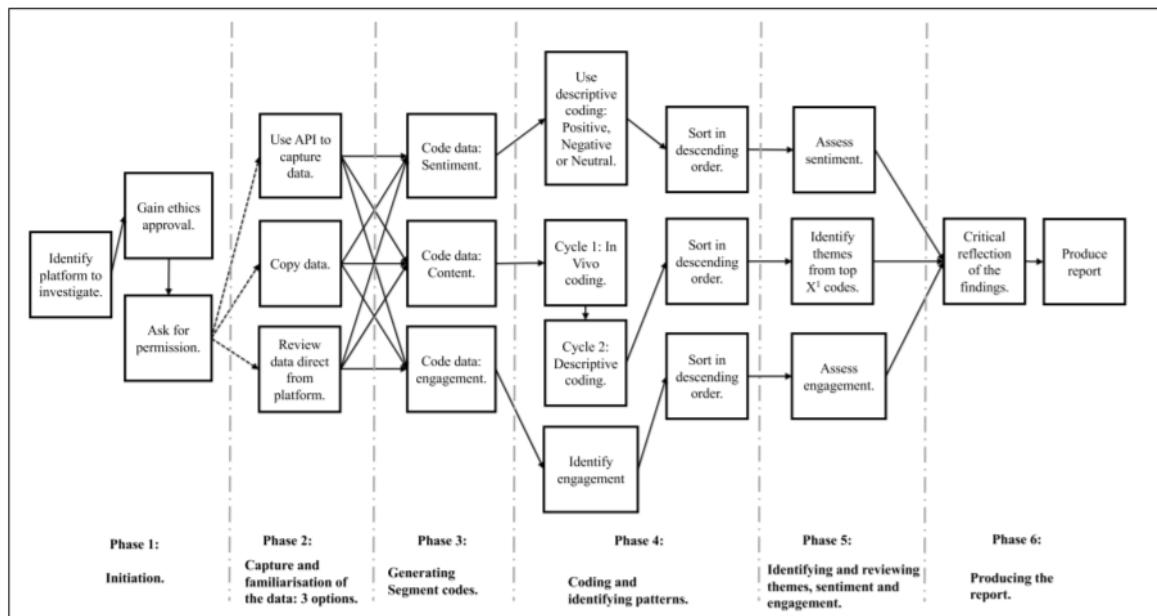 Identify
platform to
investigate.
Gain ethics
approval.
Ask for
permission.
Use API to
capture
data.
Copy data.
Review
data direct
from
platform.
Code data:
Sentiment.
Code data:
Content.
Code data:
engagement.
Use
descriptive
coding:
Positive,
Negative
or Neutral.
Cycle 1: In
Vivo
coding.
Cycle 2:
Descriptive
coding.
Identify
engagement
Sort in
descending
order.
Sort in
descending
order.
Sort in
descending
order.
Assess
sentiment.
Identify
themes
from top
X¹ codes.
Assess
engagement.
Critical
reflection
of the
findings.
Produce
report
Phase 1:
Initiation.
Phase 2:
Capture and
familiarisation of
the data: 3 options.
Phase 3:
Generating
Segment codes.
Phase 4:
Coding and
identifying patterns.
Phase 5:
Identifying and reviewing
themes, sentiment and
engagement.
Phase 6:
Producing the
report.